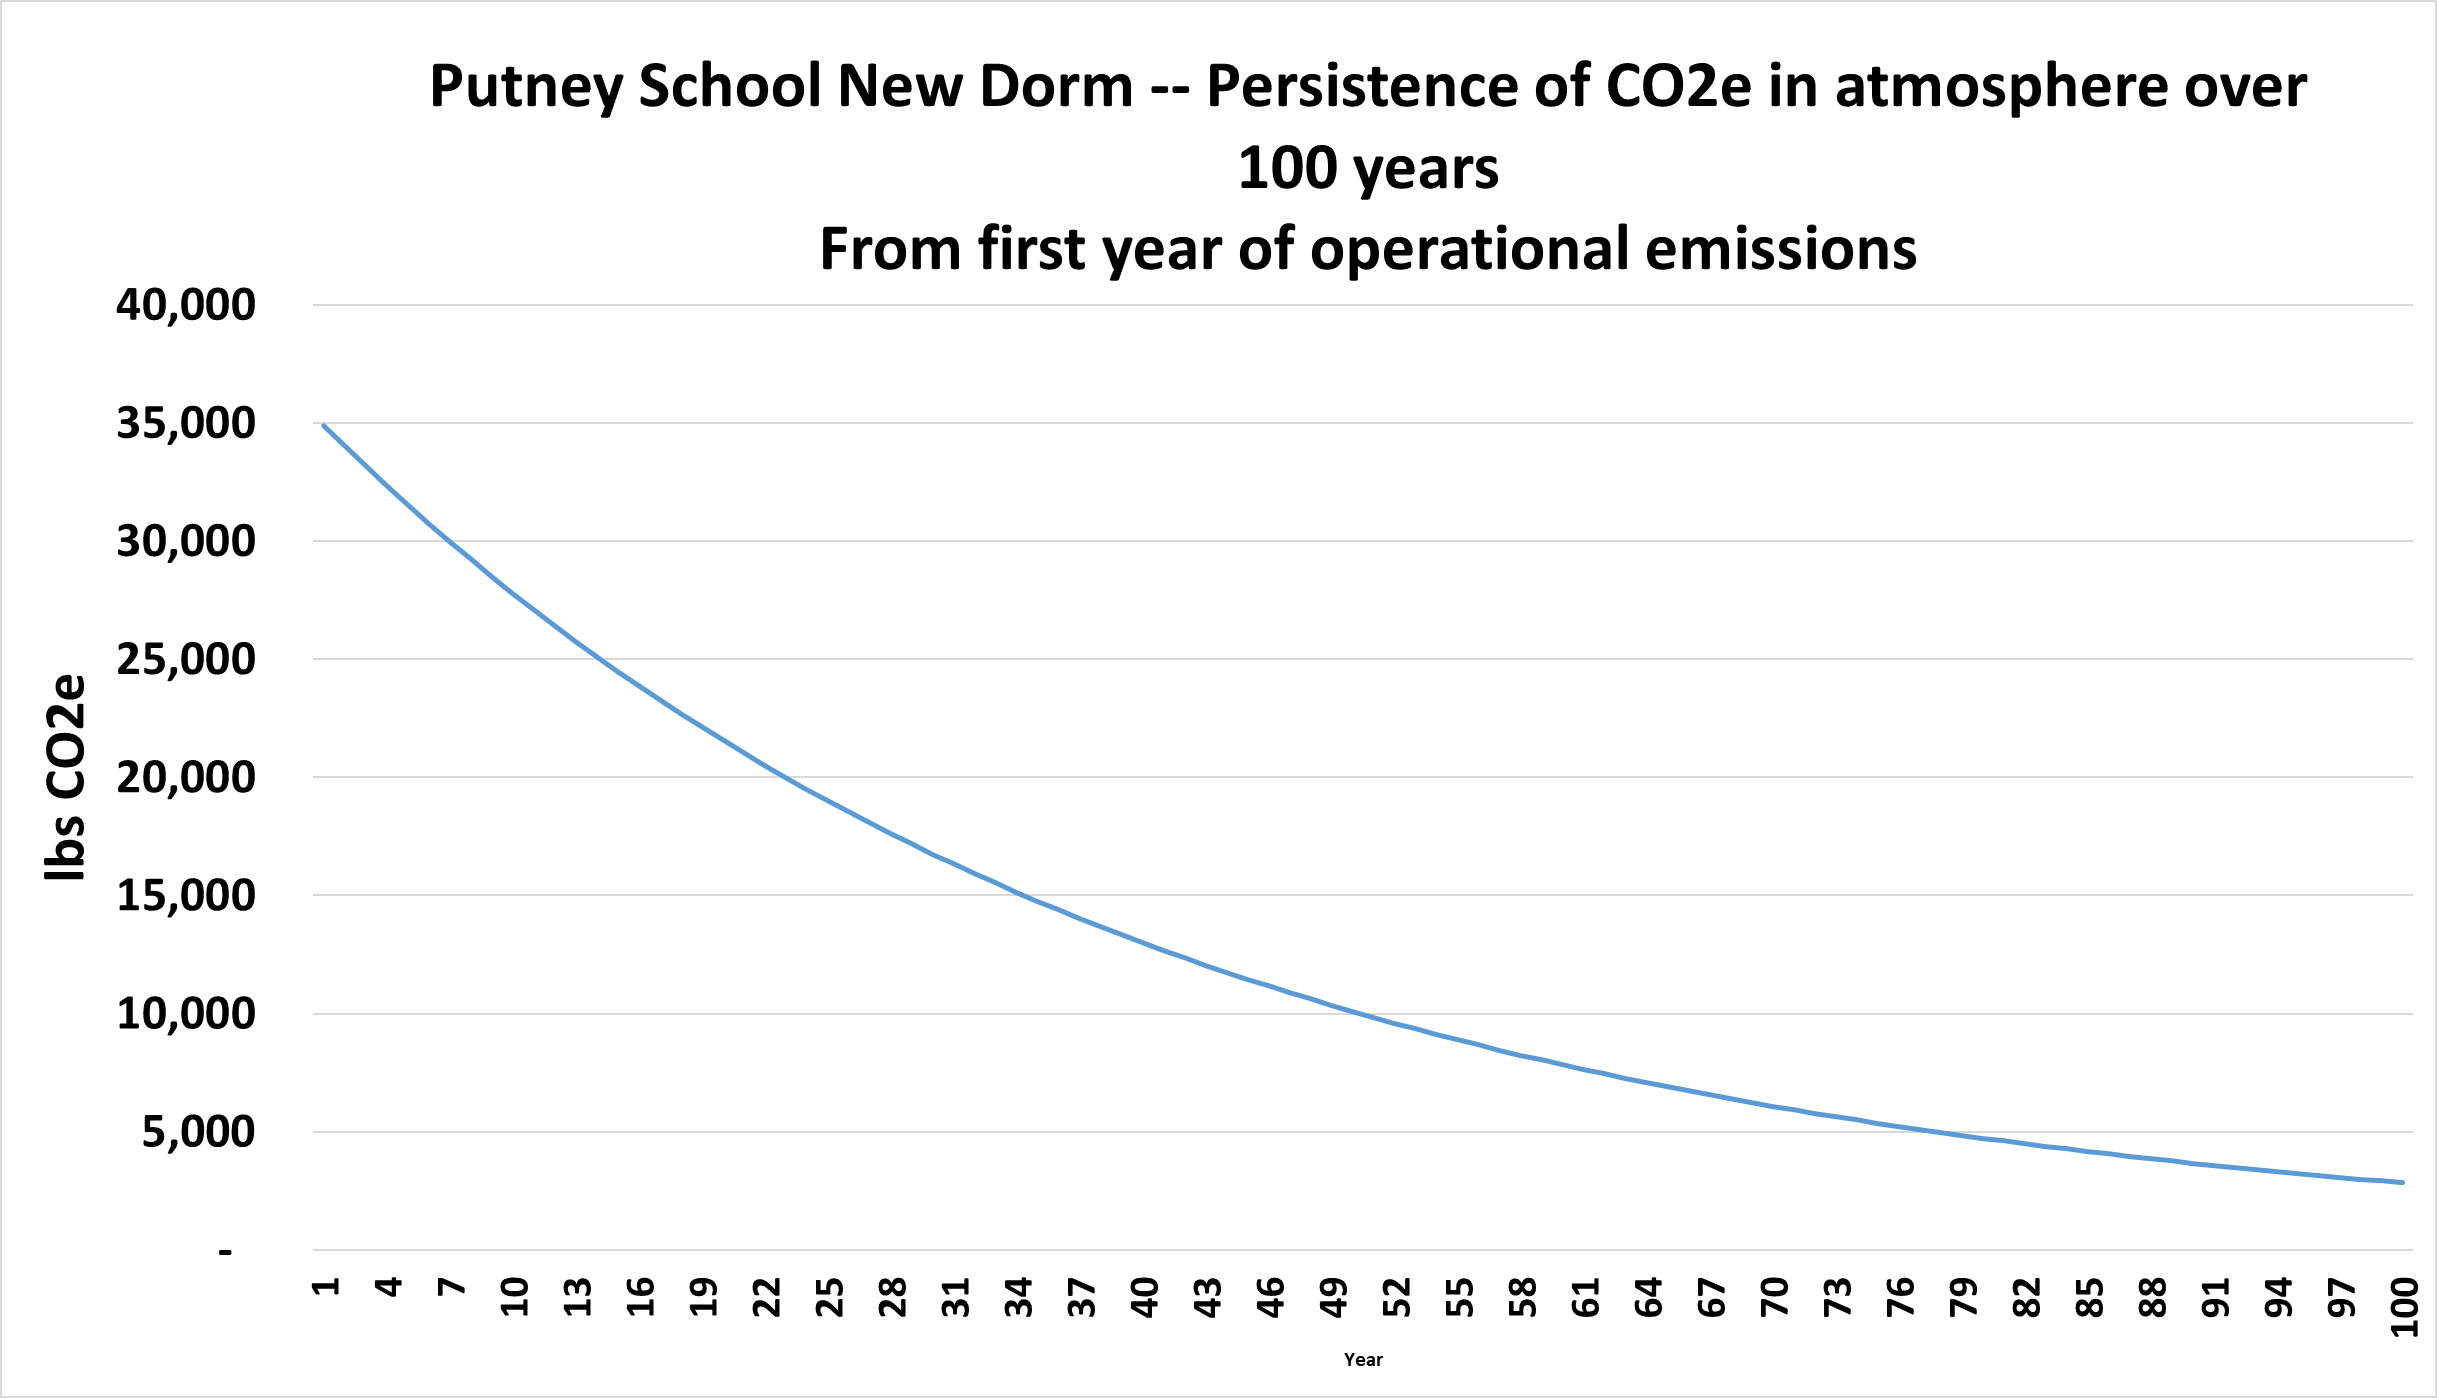 Putney School New Dorm -- Persistence of CO2e in atmosphere over
100 years
From first year of operational emissions
40,000
35,000
30,000
25,000
20,000
15,000
10,000
5,000
-
lbs CO2e
1 4 7 10 13 16 19 22 25 28 31 34 37 40 43 46 49 52 55 58 61 64 67 70 73 76 79 82 85 88 91 94 97 100
Year